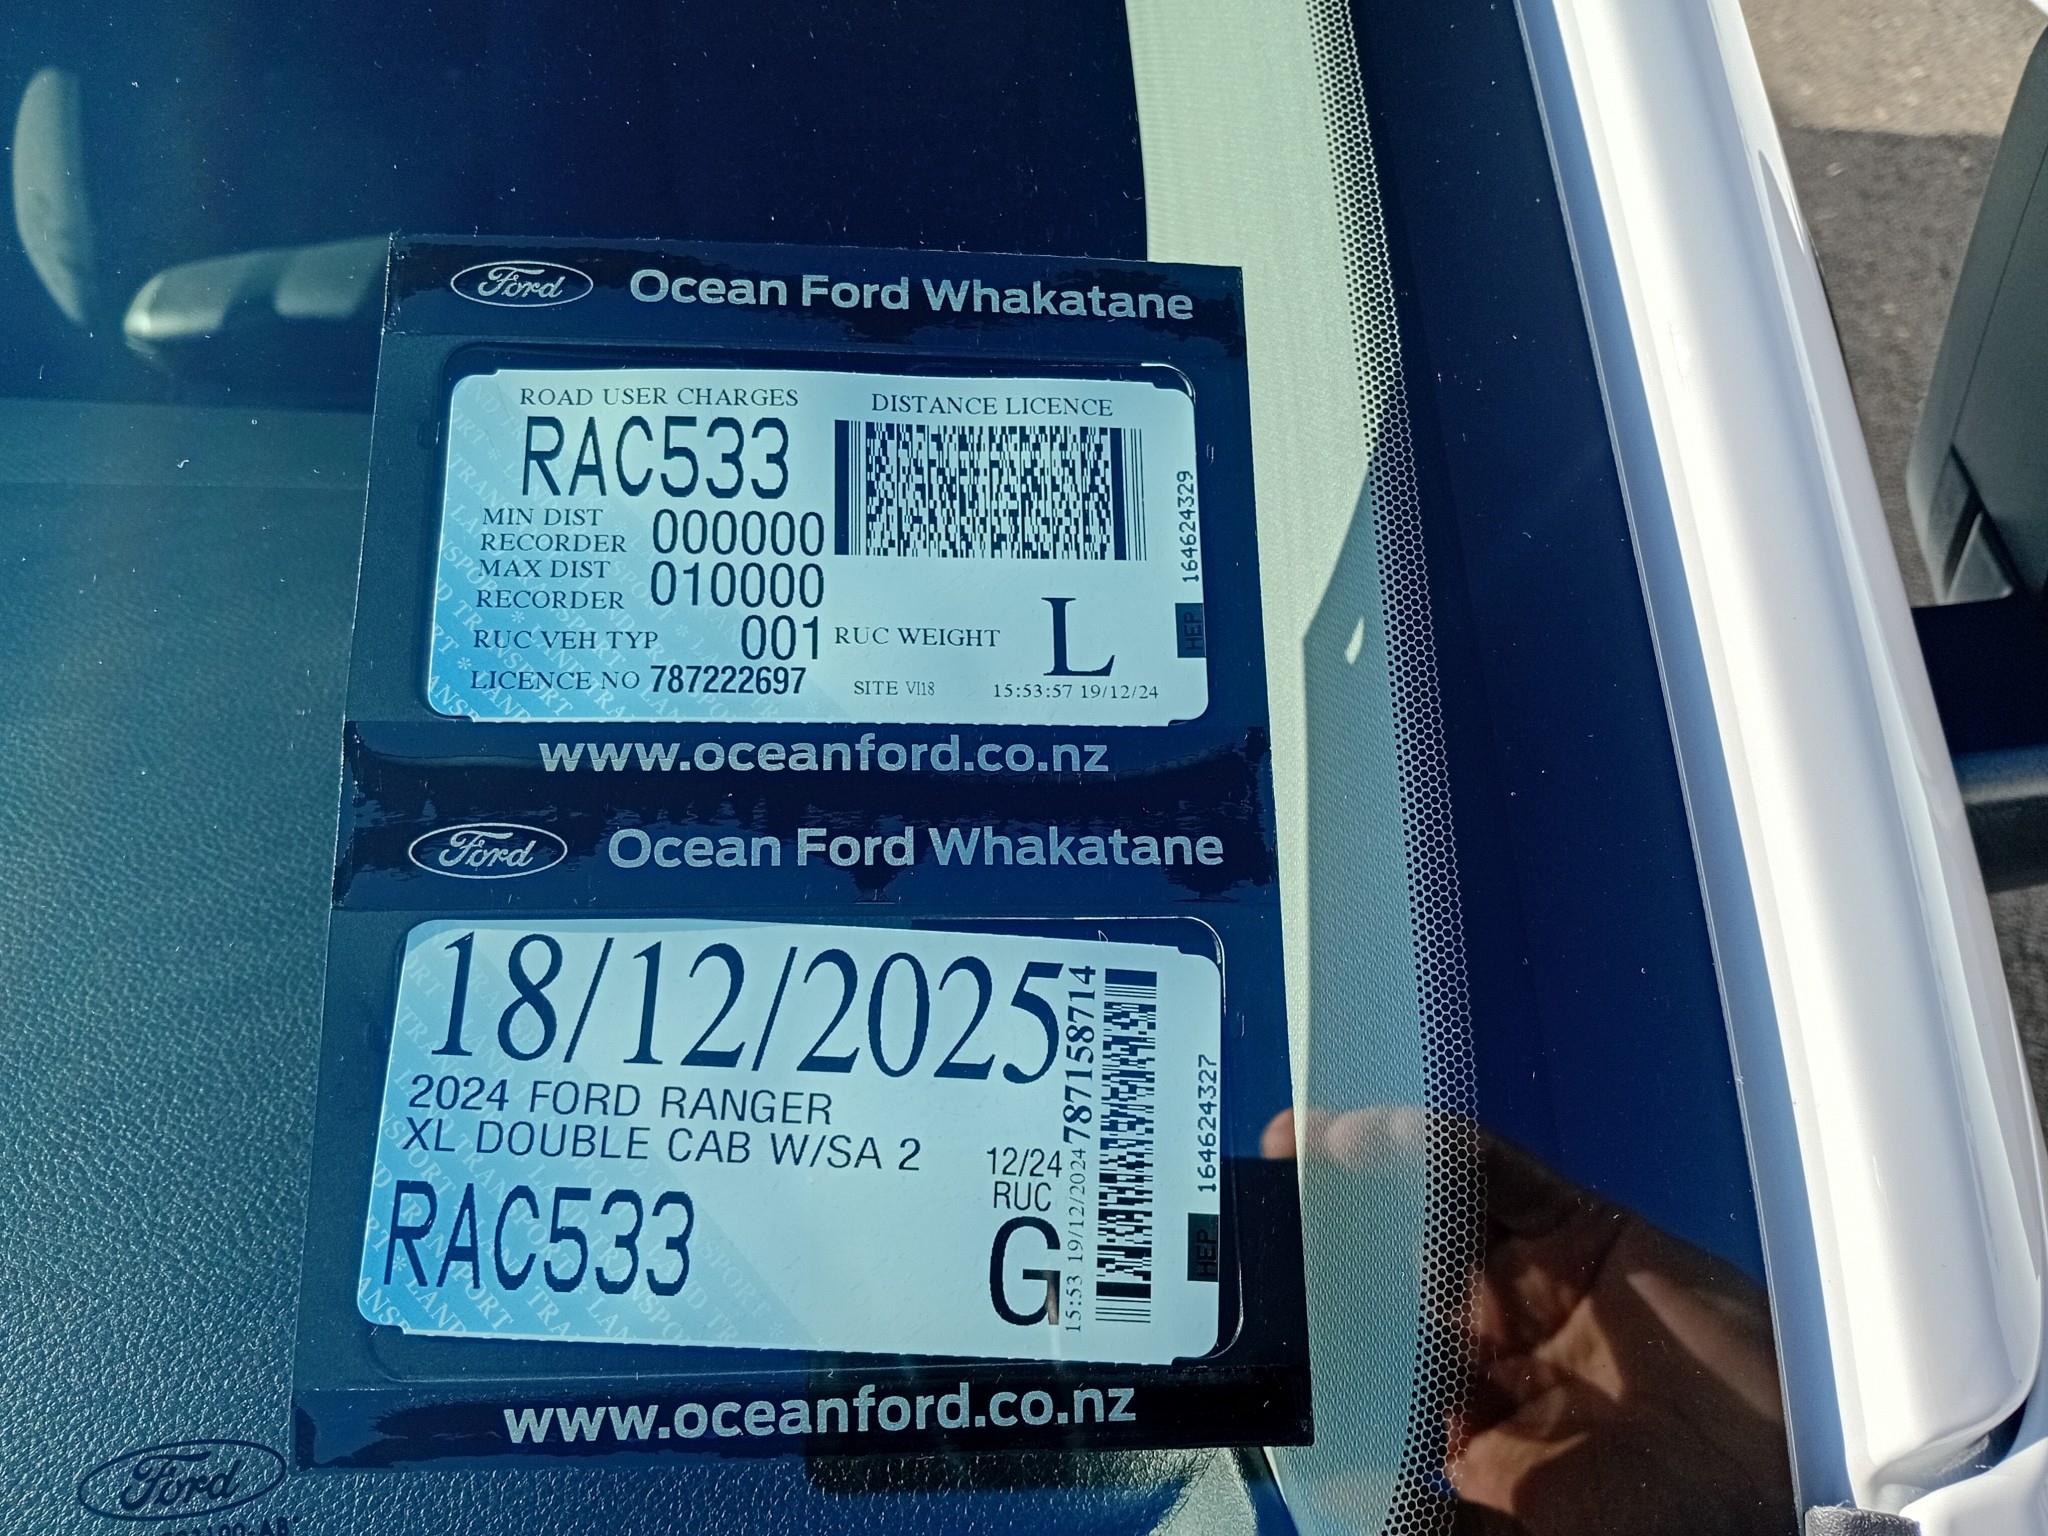 Ford Ocean Ford Whakatane
ROAD USER CHARGES DISTANCE LICENCE
RAC533
MIN DIST RECORDER 000000
MAX DIST RECORDER 010000
RUC VEH TYP 001 RUC WEIGHT L
LICENCE NO 787222697 SITE VI18 15:53:57 19/12/24
164624329
HEP
www.oceanford.co.nz
Ford Ocean Ford Whakatane
18/12/2025
2024 FORD RANGER
XL DOUBLE CAB W/SA 2
RAC533
12/24
RUC
G
15:53 19/12/2024 787158714
164624327
HEP
www.oceanford.co.nz
Ford